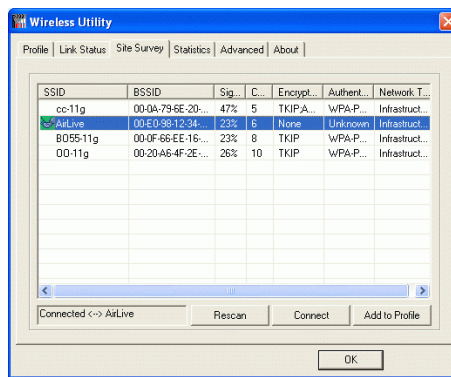 Wireless Utility
Profile Link Status Site Survey Statistics Advanced About
SSID BSSID Sig... C... Encrypt... Authent... Network T...
cc-11g 00-0A-79-6E-20-... 47% 5 TKIP;A... WPA-P... Infrastruct...
AirLive 00-E0-98-12-34-... 23% 6 None Unknown Infrastruct...
BO55-11g 00-0F-66-EE-16-... 23% 8 TKIP WPA-P... Infrastruct...
OO-11g 00-20-A6-4F-2E-... 26% 10 TKIP WPA-P... Infrastruct...
Connected <--> AirLive Rescan Connect Add to Profile
OK